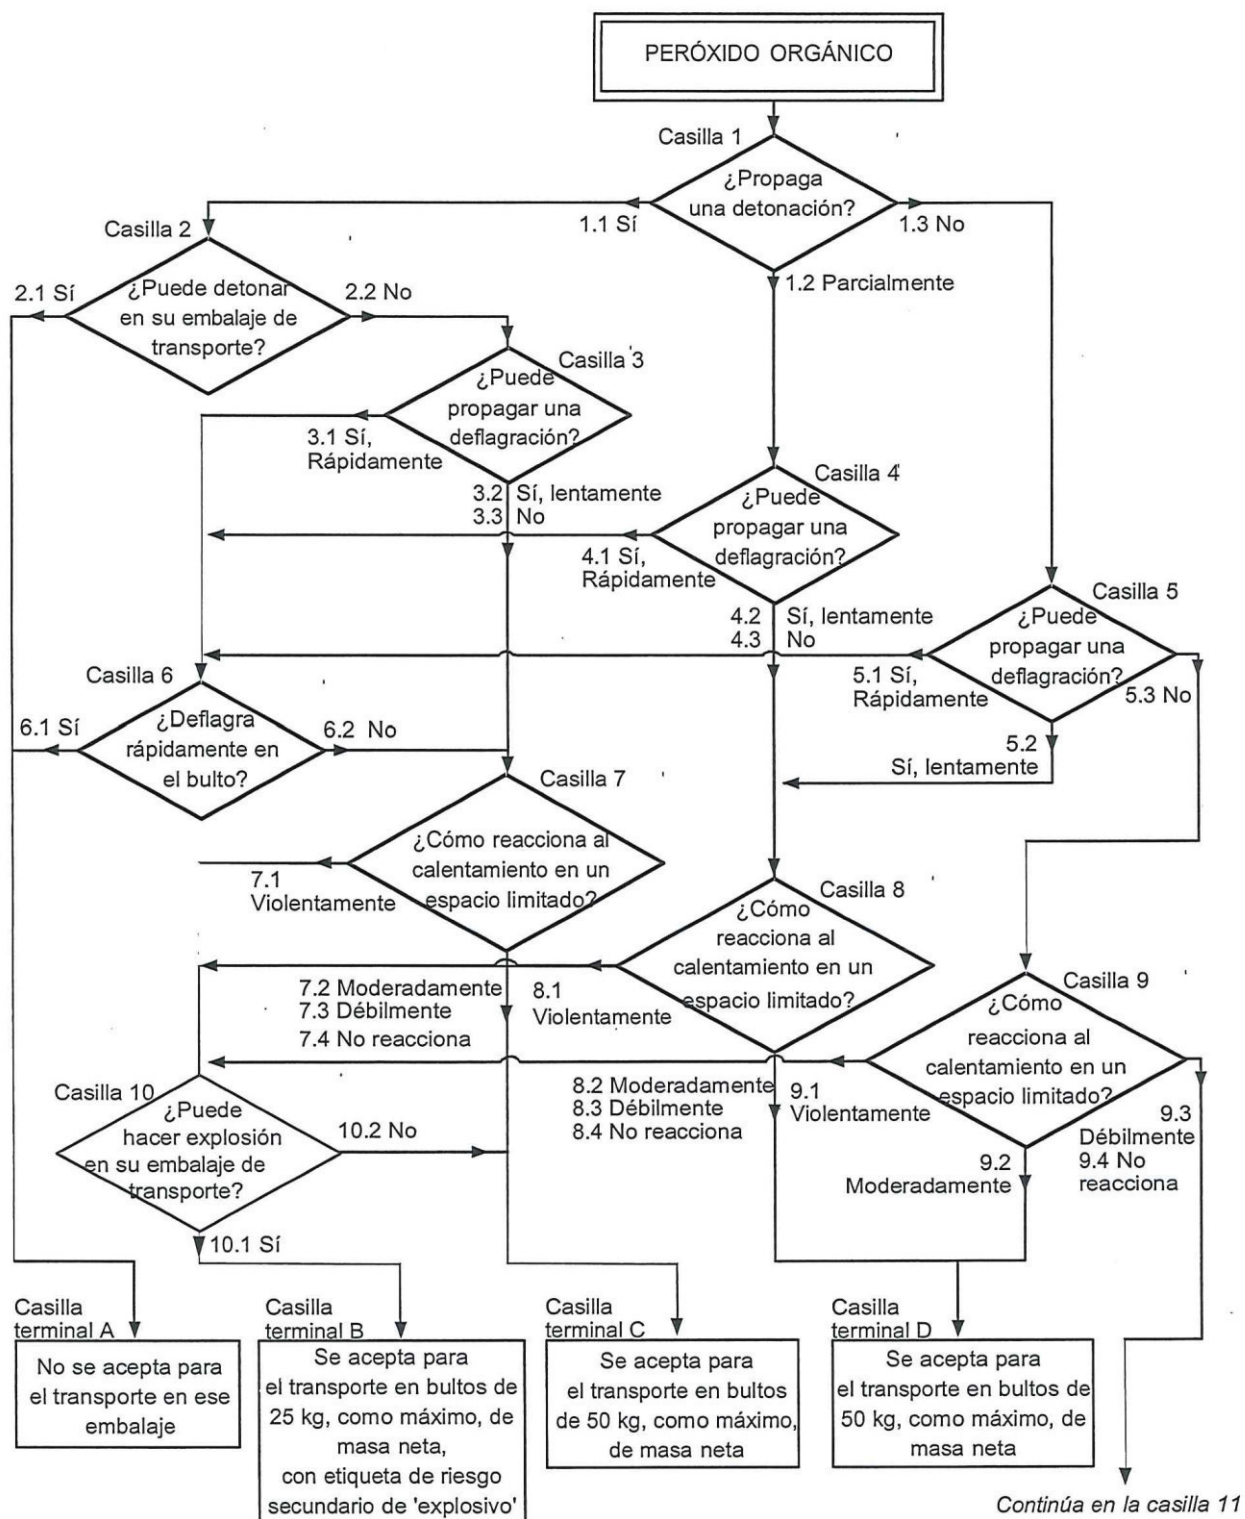 PERÓXIDO ORGÁNICO
Casilla 1
¿Propaga
una detonación?
1.1 Sí
1.3 No
1.2 Parcialmente
Casilla 2
¿Puede detonar
en su embalaje de
transporte?
2.1 Sí
2.2 No
Casilla 3
¿Puede
propagar una
deflagración?
3.1 Sí,
Rápidamente
3.2 Sí, lentamente
3.3 No
Casilla 4
¿Puede
propagar una
deflagración?
4.1 Sí,
Rápidamente
4.2 Sí, lentamente
4.3 No
Casilla 5
¿Puede
propagar una
deflagración?
5.1 Sí,
Rápidamente
5.3 No
5.2
Sí, lentamente
Casilla 6
¿Deflagra
rápidamente en
el bulto?
6.1 Sí
6.2 No
Casilla 7
¿Cómo reacciona al
calentamiento en un
espacio limitado?
7.1
Violentamente
7.2 Moderadamente
7.3 Débilmente
7.4 No reacciona
Casilla 8
¿Cómo
reacciona al
calentamiento en un
espacio limitado?
8.1
Violentamente
8.2 Moderadamente
8.3 Débilmente
8.4 No reacciona
Casilla 9
¿Cómo
reacciona al
calentamiento en un
espacio limitado?
9.1
Violentamente
9.2
Moderadamente
9.3
Débilmente
9.4 No
reacciona
Casilla 10
¿Puede
hacer explosión
en su embalaje de
transporte?
10.2 No
10.1 Sí
Casilla
terminal A
No se acepta para
el transporte en ese
embalaje
Casilla
terminal B
Se acepta para
el transporte en bultos de
25 kg, como máximo, de
masa neta,
con etiqueta de riesgo
secundario de 'explosivo'
Casilla
terminal C
Se acepta para
el transporte en bultos
de 50 kg, como máximo,
de masa neta
Casilla
terminal D
Se acepta para
el transporte en bultos de
50 kg, como máximo, de
masa neta
Continúa en la casilla 11